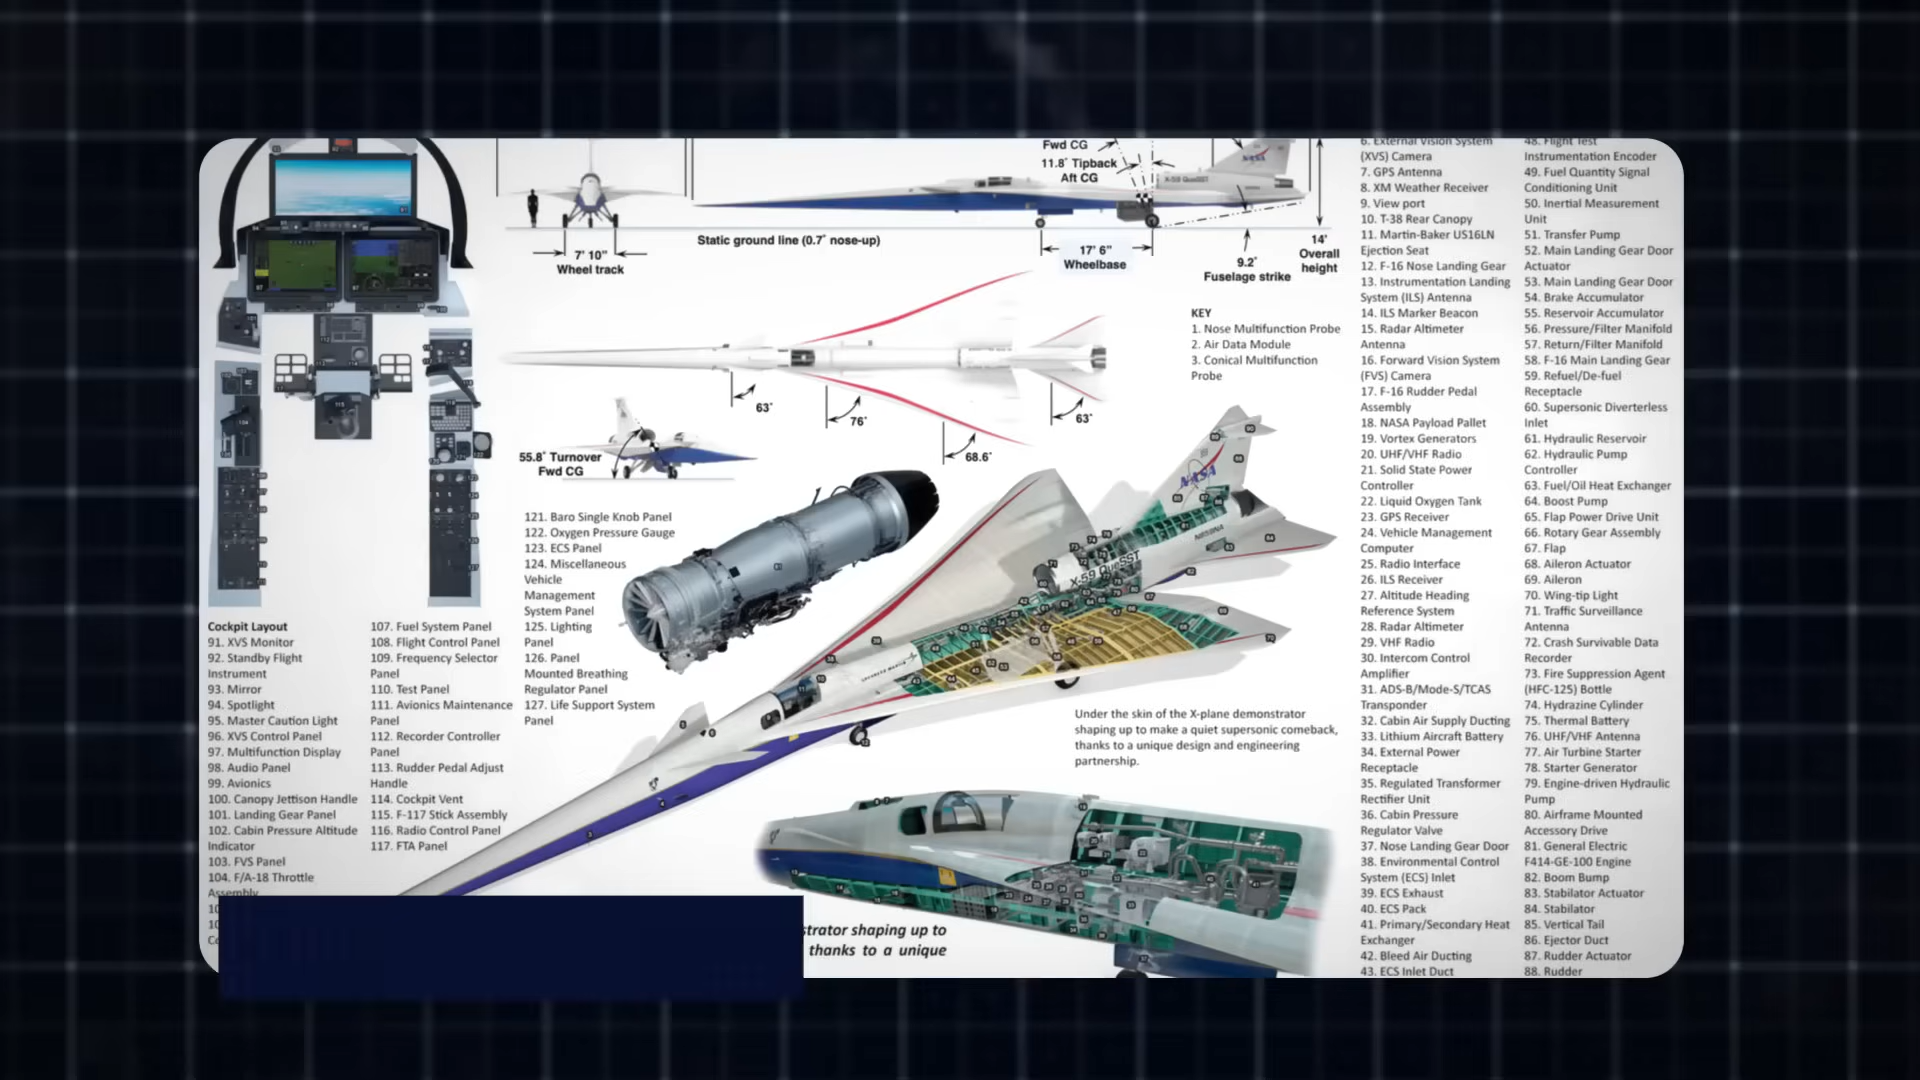 Fwd CG
11.8° Tipback
Aft CG
NASA
X-59 QueSST
Static ground line (0.7° nose-up)
7' 10"
Wheel track
17' 6"
Wheelbase
9.2°
Fuselage strike
14'
Overall
height
63°
76°
68.6°
63°
55.8° Turnover
Fwd CG
KEY
1. Nose Multifunction Probe
2. Air Data Module
3. Conical Multifunction
Probe
NASA
X-59 QueSST
N859NA
LOCKHEED MARTIN
Cockpit Layout
91. XVS Monitor
92. Standby Flight
Instrument
93. Mirror
94. Spotlight
95. Master Caution Light
96. XVS Control Panel
97. Multifunction Display
98. Audio Panel
99. Avionics
100. Canopy Jettison Handle
101. Landing Gear Panel
102. Cabin Pressure Altitude
Indicator
103. FVS Panel
104. F/A-18 Throttle
Assembly
107. Fuel System Panel
108. Flight Control Panel
109. Frequency Selector
Panel
110. Test Panel
111. Avionics Maintenance
Panel
112. Recorder Controller
Panel
113. Rudder Pedal Adjust
Handle
114. Cockpit Vent
115. F-117 Stick Assembly
116. Radio Control Panel
117. FTA Panel
121. Baro Single Knob Panel
122. Oxygen Pressure Gauge
123. ECS Panel
124. Miscellaneous
Vehicle
Management
System Panel
125. Lighting
Panel
126. Panel
Mounted Breathing
Regulator Panel
127. Life Support System
Panel
Under the skin of the X-plane demonstrator
shaping up to make a quiet supersonic comeback,
thanks to a unique design and engineering
partnership.
strator shaping up to
thanks to a unique
6. External Vision System
(XVS) Camera
7. GPS Antenna
8. XM Weather Receiver
9. View port
10. T-38 Rear Canopy
11. Martin-Baker US16LN
Ejection Seat
12. F-16 Nose Landing Gear
13. Instrumentation Landing
System (ILS) Antenna
14. ILS Marker Beacon
15. Radar Altimeter
Antenna
16. Forward Vision System
(FVS) Camera
17. F-16 Rudder Pedal
Assembly
18. NASA Payload Pallet
19. Vortex Generators
20. UHF/VHF Radio
21. Solid State Power
Controller
22. Liquid Oxygen Tank
23. GPS Receiver
24. Vehicle Management
Computer
25. Radio Interface
26. ILS Receiver
27. Altitude Heading
Reference System
28. Radar Altimeter
29. VHF Radio
30. Intercom Control
Amplifier
31. ADS-B/Mode-S/TCAS
Transponder
32. Cabin Air Supply Ducting
33. Lithium Aircraft Battery
34. External Power
Receptacle
35. Regulated Transformer
Rectifier Unit
36. Cabin Pressure
Regulator Valve
37. Nose Landing Gear Door
38. Environmental Control
System (ECS) Inlet
39. ECS Exhaust
40. ECS Pack
41. Primary/Secondary Heat
Exchanger
42. Bleed Air Ducting
43. ECS Inlet Duct
48. Flight Test
Instrumentation Encoder
49. Fuel Quantity Signal
Conditioning Unit
50. Inertial Measurement
Unit
51. Transfer Pump
52. Main Landing Gear Door
Actuator
53. Main Landing Gear Door
54. Brake Accumulator
55. Reservoir Accumulator
56. Pressure/Filter Manifold
57. Return/Filter Manifold
58. F-16 Main Landing Gear
59. Refuel/De-fuel
Receptacle
60. Supersonic Diverterless
Inlet
61. Hydraulic Reservoir
62. Hydraulic Pump
Controller
63. Fuel/Oil Heat Exchanger
64. Boost Pump
65. Flap Power Drive Unit
66. Rotary Gear Assembly
67. Flap
68. Aileron Actuator
69. Aileron
70. Wing-tip Light
71. Traffic Surveillance
Antenna
72. Crash Survivable Data
Recorder
73. Fire Suppression Agent
(HFC-125) Bottle
74. Hydrazine Cylinder
75. Thermal Battery
76. UHF/VHF Antenna
77. Air Turbine Starter
78. Starter Generator
79. Engine-driven Hydraulic
Pump
80. Airframe Mounted
Accessory Drive
81. General Electric
F414-GE-100 Engine
82. Boom Bump
83. Stabilator Actuator
84. Stabilator
85. Vertical Tail
86. Ejector Duct
87. Rudder Actuator
88. Rudder